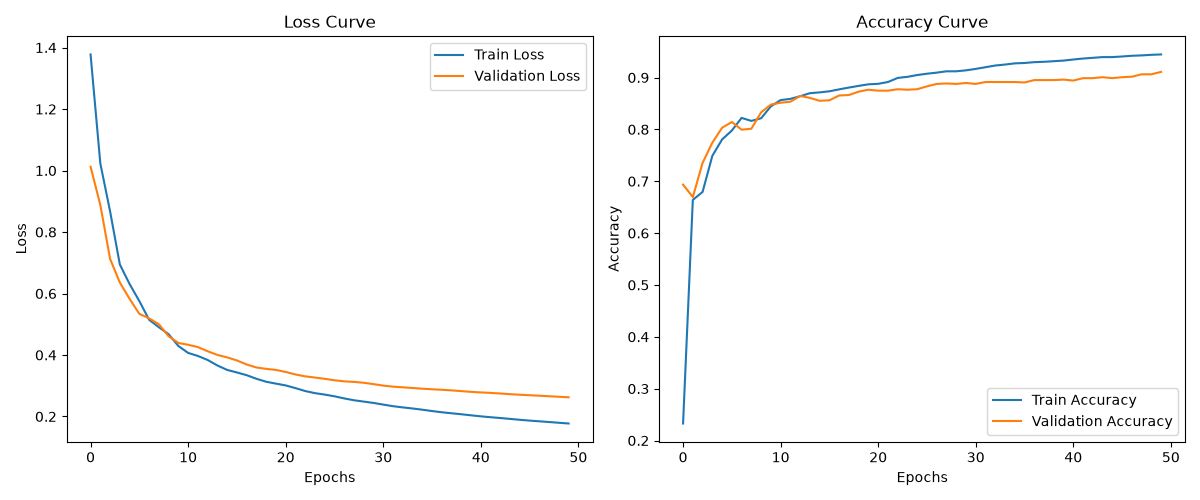 Loss Curve
Train Loss
Validation Loss
1.4
1.2
1.0
0.8
0.6
0.4
0.2
Loss
0 10 20 30 40 50
Epochs
Accuracy Curve
0.9
0.8
0.7
0.6
0.5
0.4
0.3
0.2
Accuracy
Train Accuracy
Validation Accuracy
0 10 20 30 40 50
Epochs